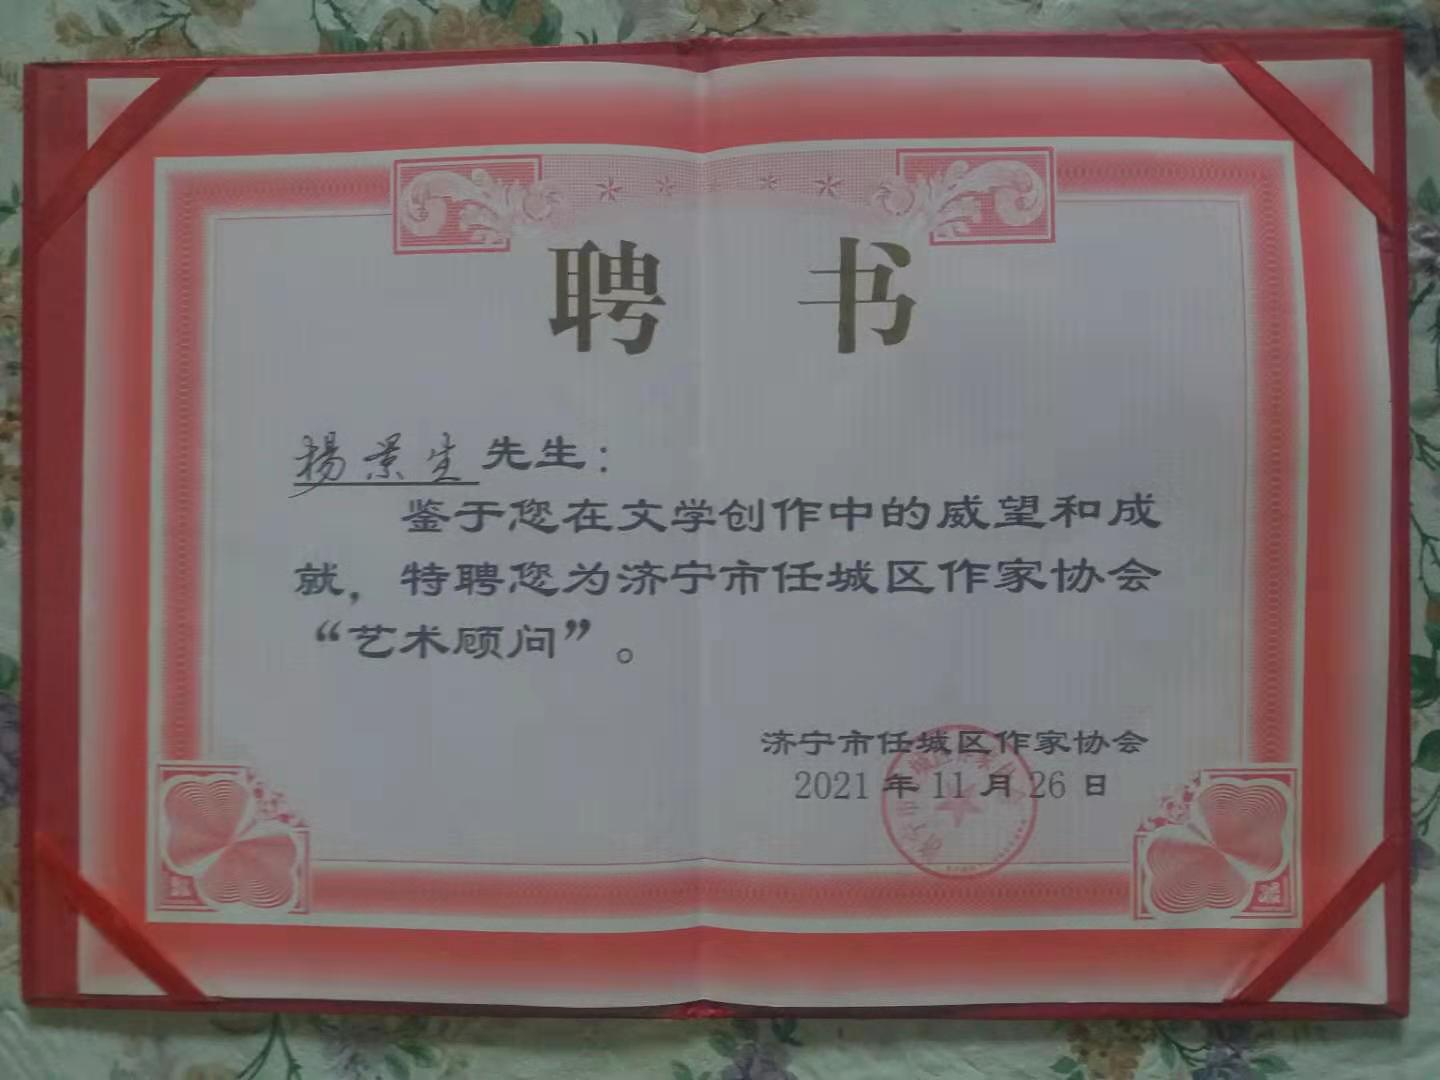 聘 书
楊景生先生：
鉴于您在文学创作中的威望和成
就，特聘您为济宁市任城区作家协会
“艺术顾问”。
济宁市任城区作家协会
2021年11月26日